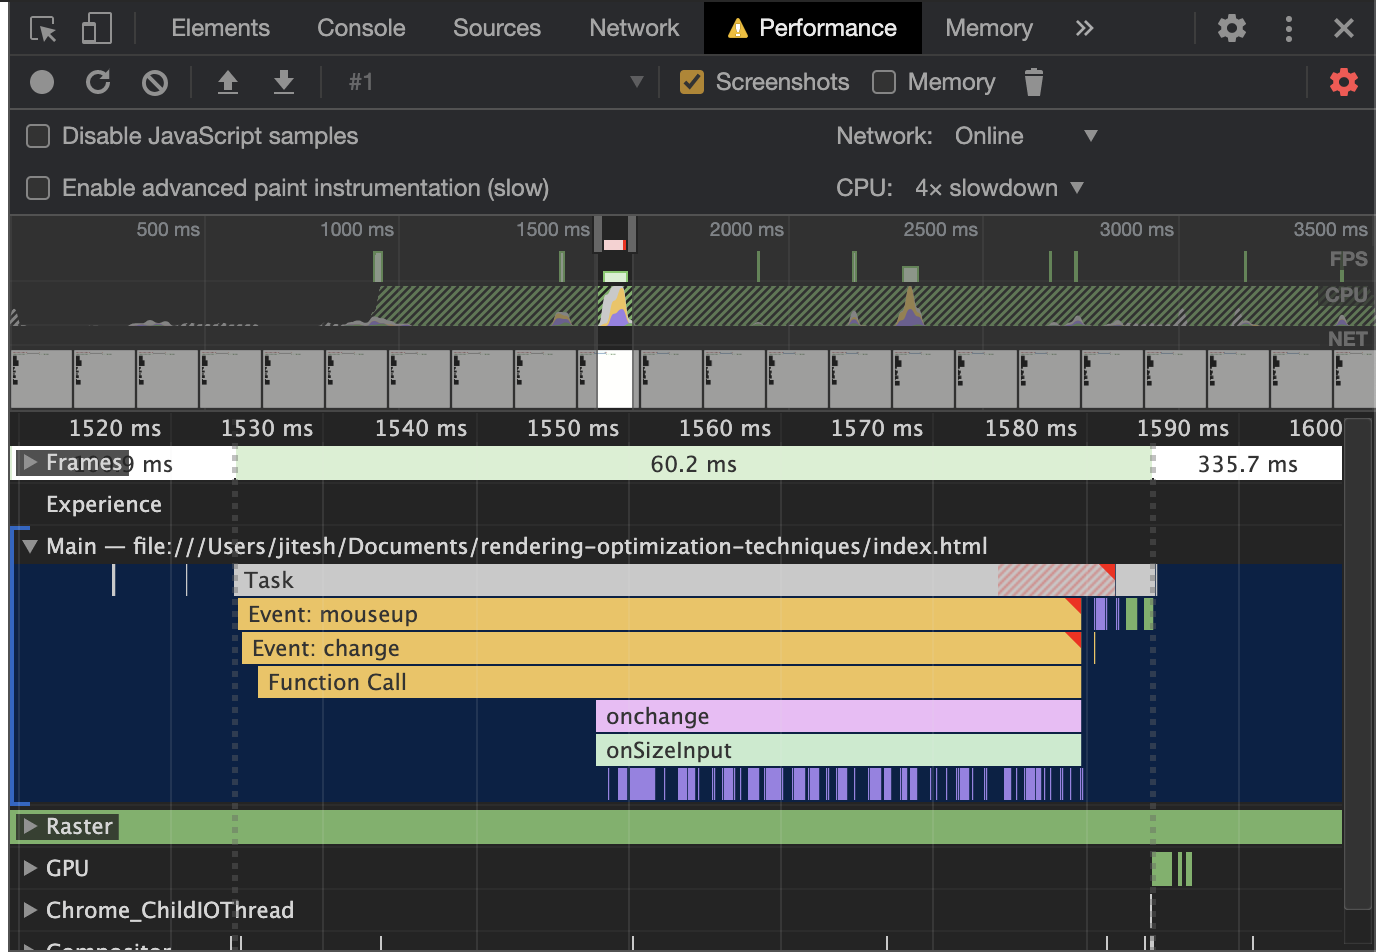 Elements Console Sources Network Performance Memory
#1 Screenshots Memory
Disable JavaScript samples Network: Online
Enable advanced paint instrumentation (slow) CPU: 4× slowdown
500 ms 1000 ms 1500 ms 2000 ms 2500 ms 3000 ms 3500 ms
FPS
CPU
NET
1520 ms 1530 ms 1540 ms 1550 ms 1560 ms 1570 ms 1580 ms 1590 ms 1600
Frames 9 ms 60.2 ms 335.7 ms
Experience
Main — file:///Users/jitesh/Documents/rendering-optimization-techniques/index.html
Task
Event: mouseup
Event: change
Function Call
onchange
onSizeInput
Raster
GPU
Chrome_ChildIOThread
Compositor